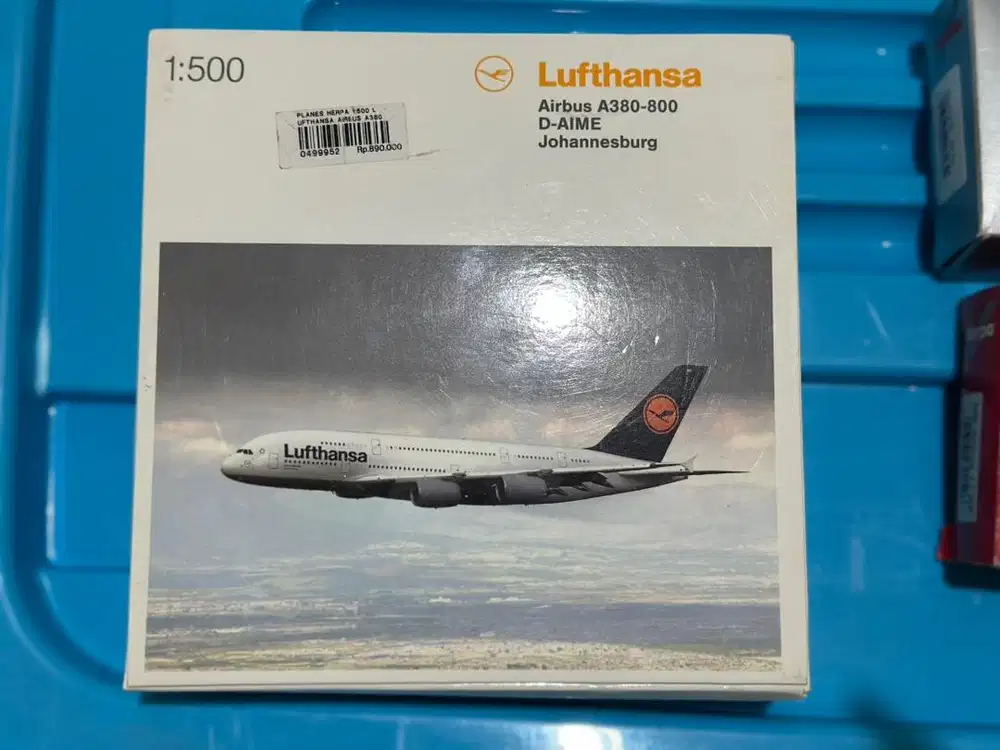 1:500
Lufthansa
Airbus A380-800
D-AIME
Johannesburg
PLANES HERPA 1:500 L
UFTHANSA AIRBUS A380
0499952 Rp.890.000
Lufthansa